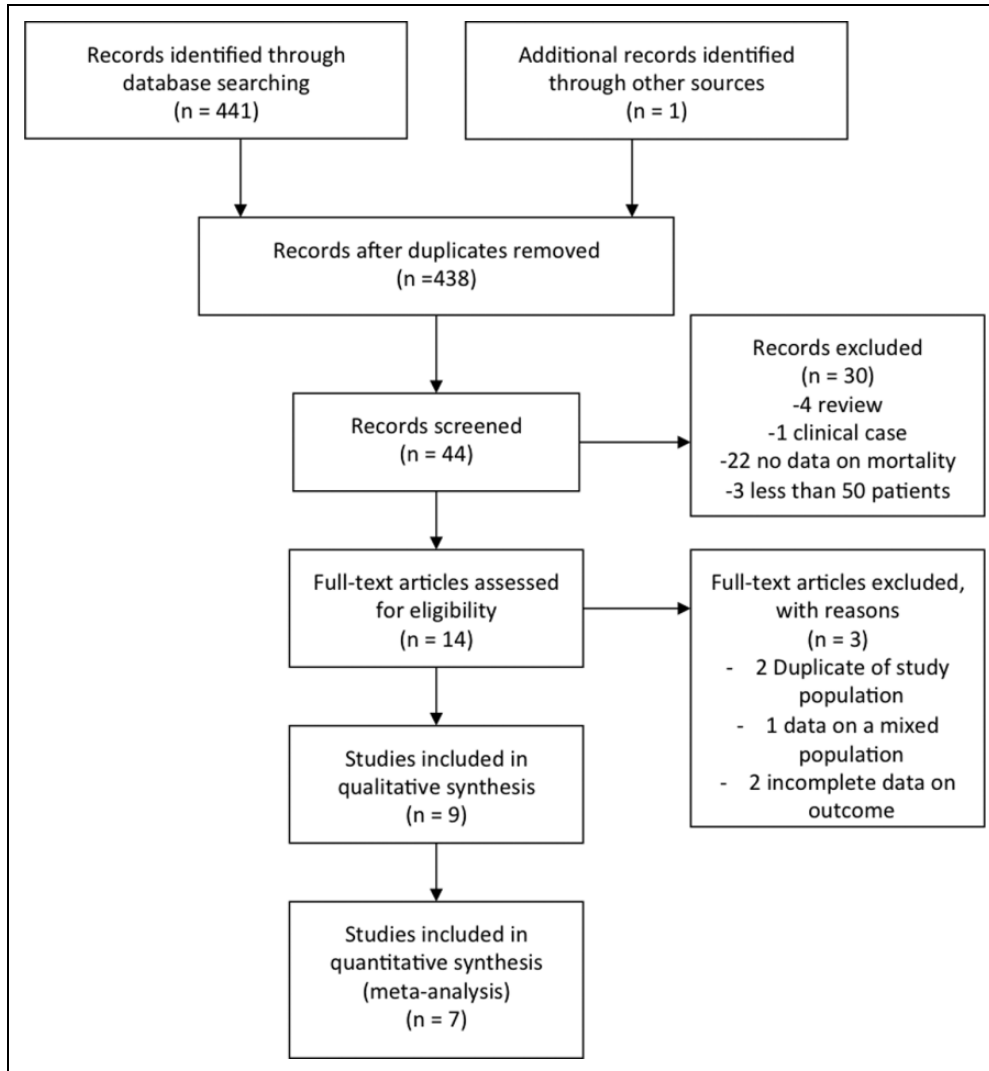 Records identified through
database searching
(n = 441)
Additional records identified
through other sources
(n = 1)
Records after duplicates removed
(n =438)
Records screened
(n = 44)
Records excluded
(n = 30)
-4 review
-1 clinical case
-22 no data on mortality
-3 less than 50 patients
Full-text articles assessed
for eligibility
(n = 14)
Full-text articles excluded,
with reasons
(n = 3)
- 2 Duplicate of study
population
- 1 data on a mixed
population
- 2 incomplete data on
outcome
Studies included in
qualitative synthesis
(n = 9)
Studies included in
quantitative synthesis
(meta-analysis)
(n = 7)